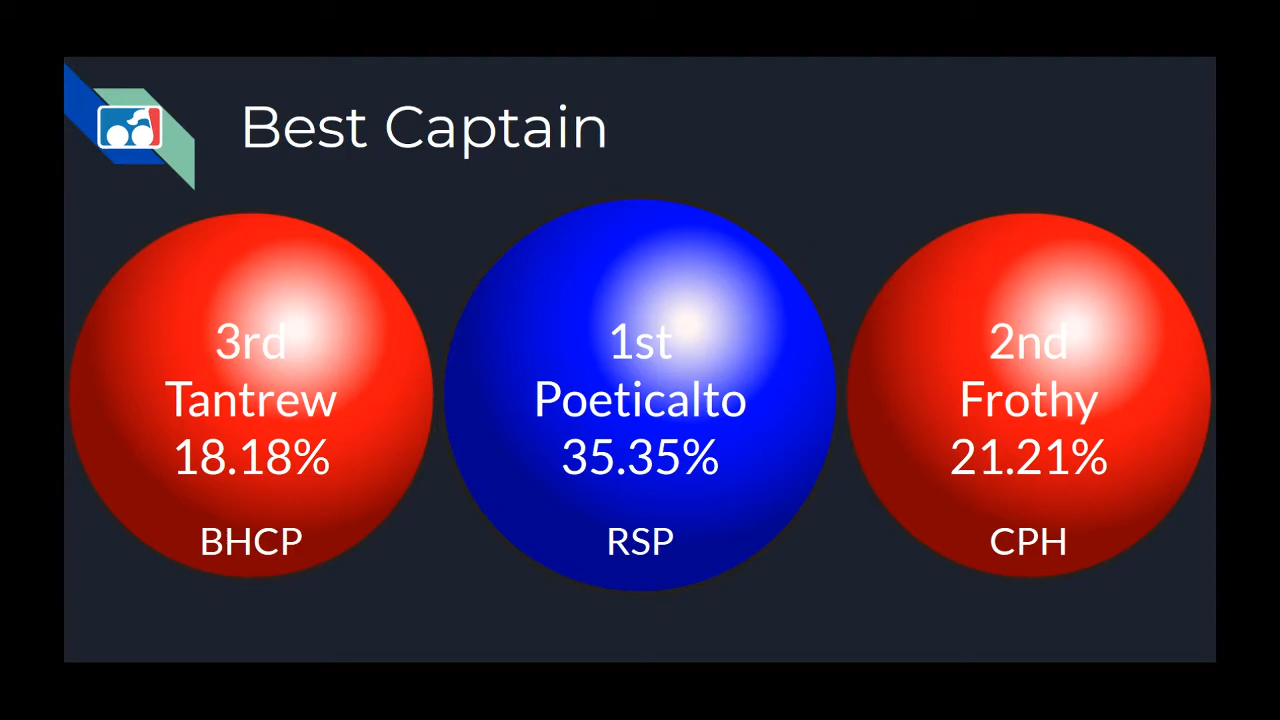 Best Captain
3rd
Tantrew
18.18%
BHCP
1st
Poeticalto
35.35%
RSP
2nd
Frothy
21.21%
CPH